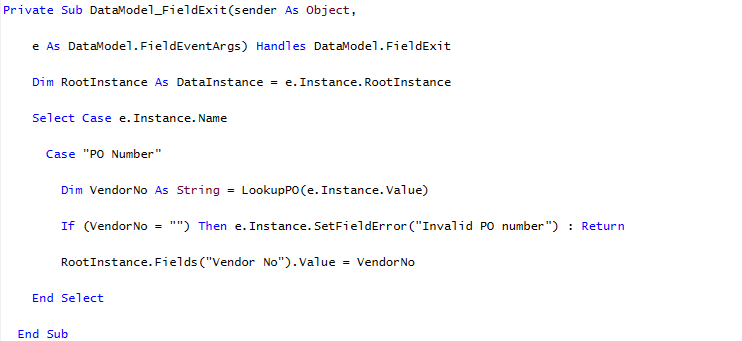 Private Sub DataModel_FieldExit(sender As Object,
e As DataModel.FieldEventArgs) Handles DataModel.FieldExit
Dim RootInstance As DataInstance = e.Instance.RootInstance
Select Case e.Instance.Name
Case "PO Number"
Dim VendorNo As String = LookupPO(e.Instance.Value)
If (VendorNo = "") Then e.Instance.SetFieldError("Invalid PO number") : Return
RootInstance.Fields("Vendor No").Value = VendorNo
End Select
End Sub